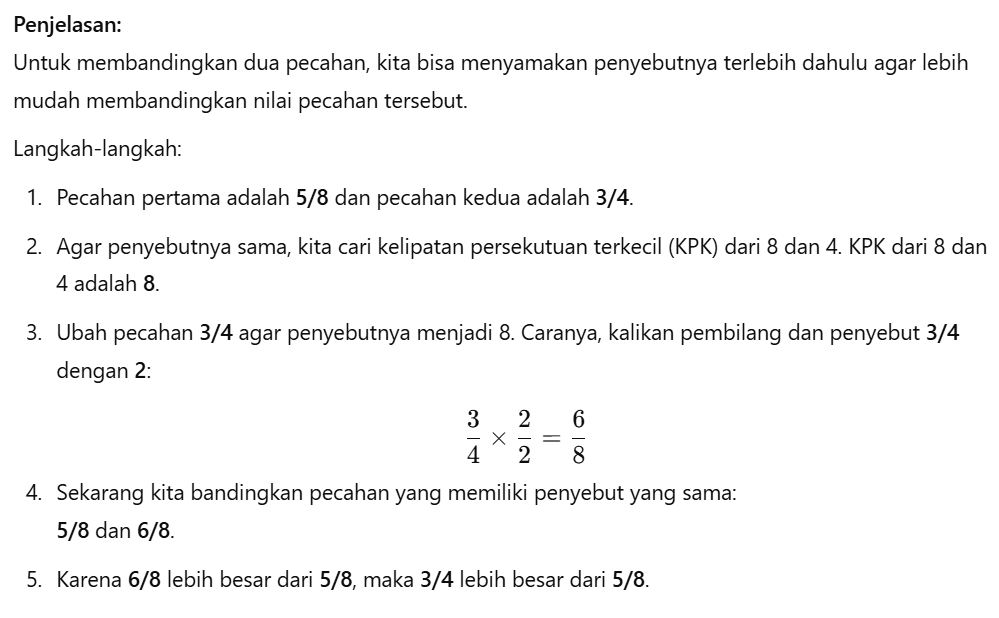 Penjelasan:
Untuk membandingkan dua pecahan, kita bisa menyamakan penyebutnya terlebih dahulu agar lebih
mudah membandingkan nilai pecahan tersebut.
Langkah-langkah:
1. Pecahan pertama adalah 5/8 dan pecahan kedua adalah 3/4.
2. Agar penyebutnya sama, kita cari kelipatan persekutuan terkecil (KPK) dari 8 dan 4. KPK dari 8 dan
4 adalah 8.
3. Ubah pecahan 3/4 agar penyebutnya menjadi 8. Caranya, kalikan pembilang dan penyebut 3/4
dengan 2:
3/4 × 2/2 = 6/8
4. Sekarang kita bandingkan pecahan yang memiliki penyebut yang sama:
5/8 dan 6/8.
5. Karena 6/8 lebih besar dari 5/8, maka 3/4 lebih besar dari 5/8.